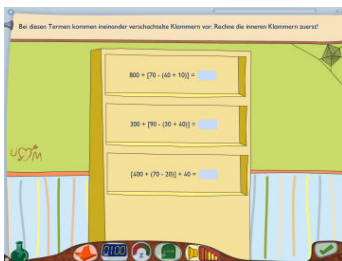 Bei diesen Termen kommen ineinander verschachtelte Klammern vor. Rechne die inneren Klammern zuerst!
800 + [70 - (40 + 10)] =
300 + [90 - (30 + 40)] =
[400 + (70 - 20)] + 40 =